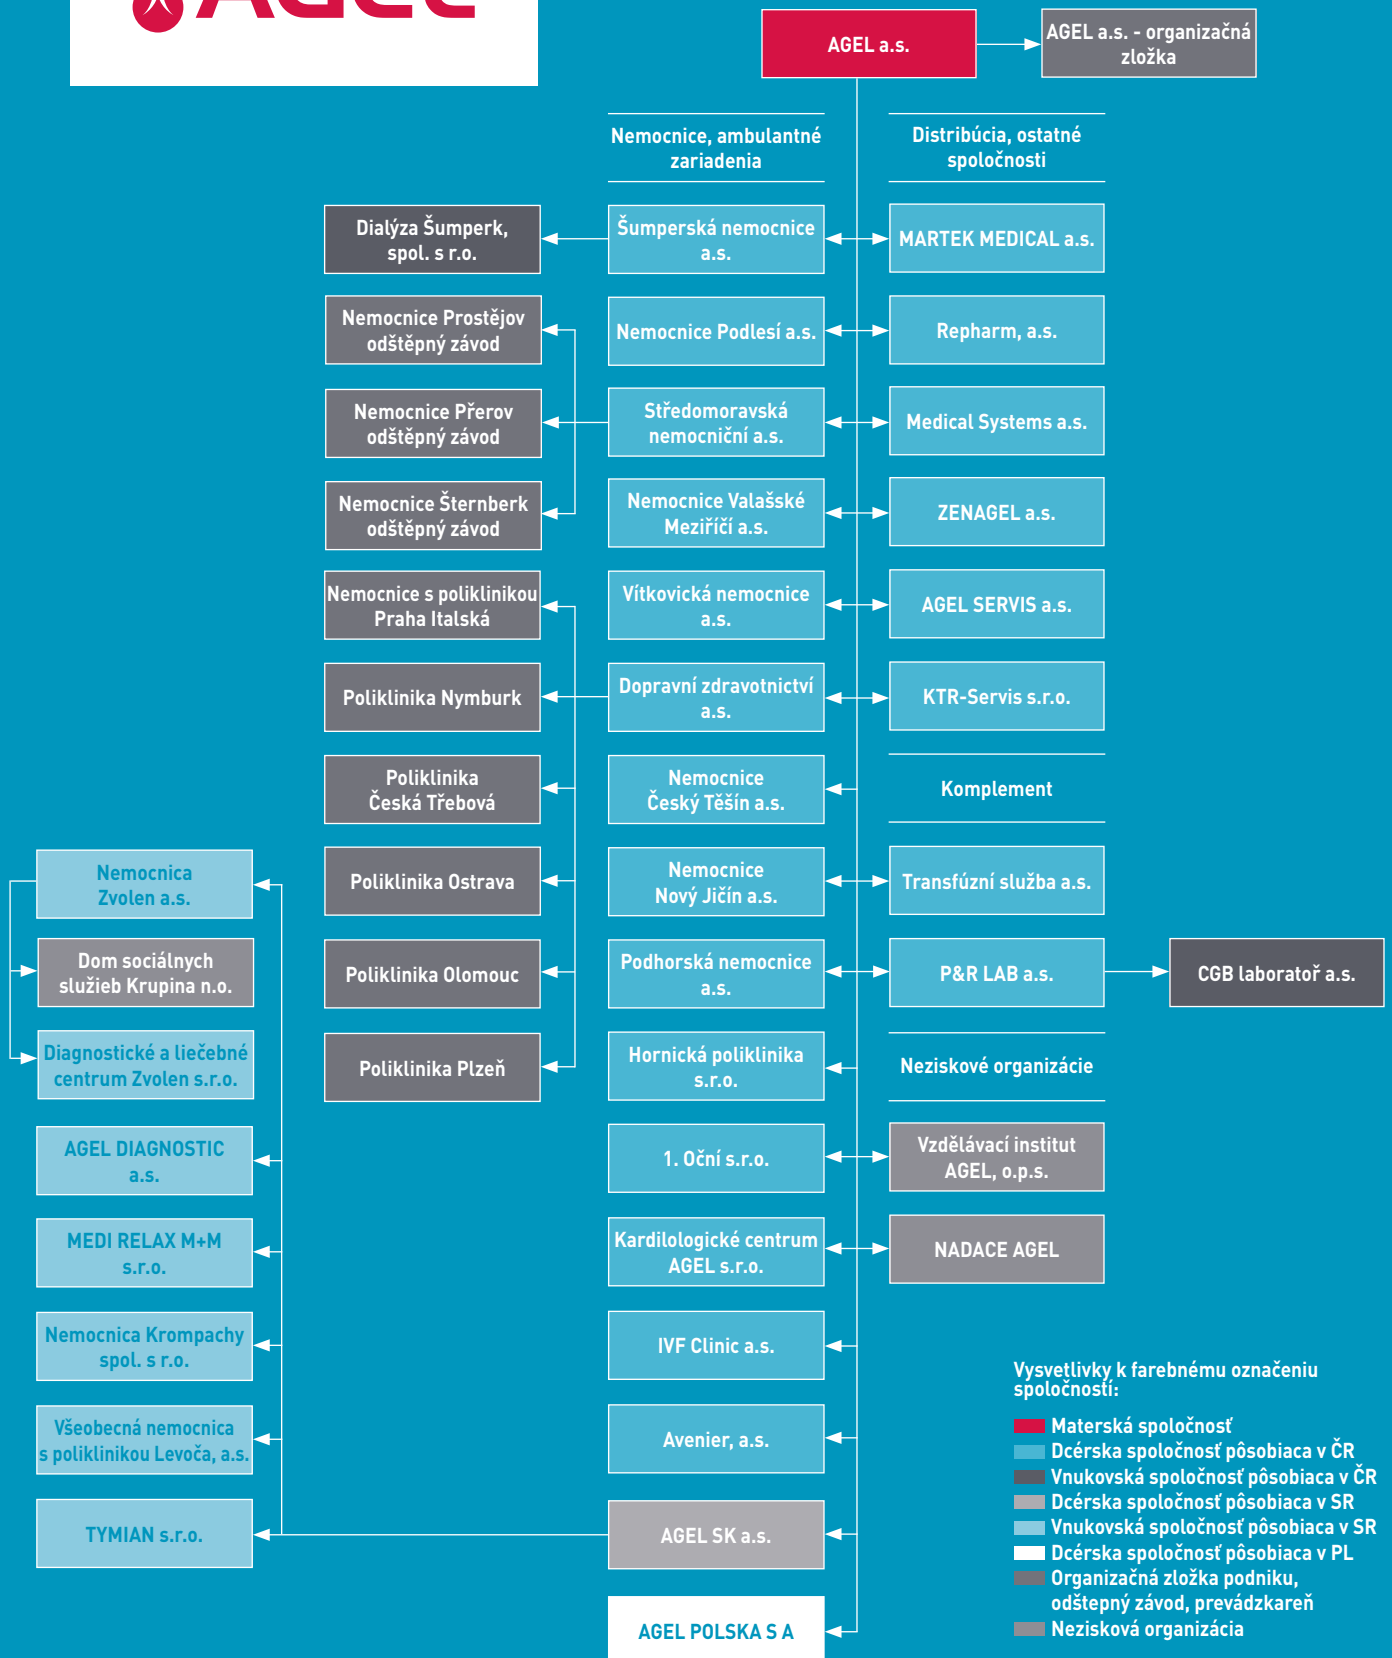 AGEL
AGEL a.s.
AGEL a.s. - organizačná
zložka
Nemocnice, ambulantné
zariadenia
Distribúcia, ostatné
spoločnosti
Dialýza Šumperk,
spol. s r.o.
Šumperská nemocnice
a.s.
MARTEK MEDICAL a.s.
Nemocnice Prostějov
odštěpný závod
Nemocnice Podlesí a.s.
Repharm, a.s.
Nemocnice Přerov
odštěpný závod
Středomoravská
nemocniční a.s.
Medical Systems a.s.
Nemocnice Šternberk
odštěpný závod
Nemocnice Valašské
Meziříčí a.s.
ZENAGEL a.s.
Nemocnice s poliklinikou
Praha Italská
Vítkovická nemocnice
a.s.
AGEL SERVIS a.s.
Poliklinika Nymburk
Dopravní zdravotnictví
a.s.
KTR-Servis s.r.o.
Poliklinika
Česká Třebová
Nemocnice
Český Těšín a.s.
Komplement
Nemocnica
Zvolen a.s.
Poliklinika Ostrava
Nemocnice
Nový Jičín a.s.
Transfúzní služba a.s.
Dom sociálnych
služieb Krupina n.o.
Poliklinika Olomouc
Podhorská nemocnice
a.s.
P&R LAB a.s.
CGB laboratoř a.s.
Diagnostické a liečebné
centrum Zvolen s.r.o.
Poliklinika Plzeň
Hornická poliklinika
s.r.o.
Neziskové organizácie
AGEL DIAGNOSTIC
a.s.
1. Oční s.r.o.
Vzdělávací institut
AGEL, o.p.s.
MEDI RELAX M+M
s.r.o.
Kardilologické centrum
AGEL s.r.o.
NADACE AGEL
Nemocnica Krompachy
spol. s r.o.
IVF Clinic a.s.
Všeobecná nemocnica
s poliklinikou Levoča, a.s.
Avenier, a.s.
TYMIAN s.r.o.
AGEL SK a.s.
AGEL POLSKA S A
Vysvetlivky k farebnému označeniu
spoločností:
Materská spoločnosť
Dcérska spoločnosť pôsobiaca v ČR
Vnukovská spoločnosť pôsobiaca v ČR
Dcérska spoločnosť pôsobiaca v SR
Vnukovská spoločnosť pôsobiaca v SR
Dcérska spoločnosť pôsobiaca v PL
Organizačná zložka podniku,
odštepný závod, prevádzkareň
Nezisková organizácia